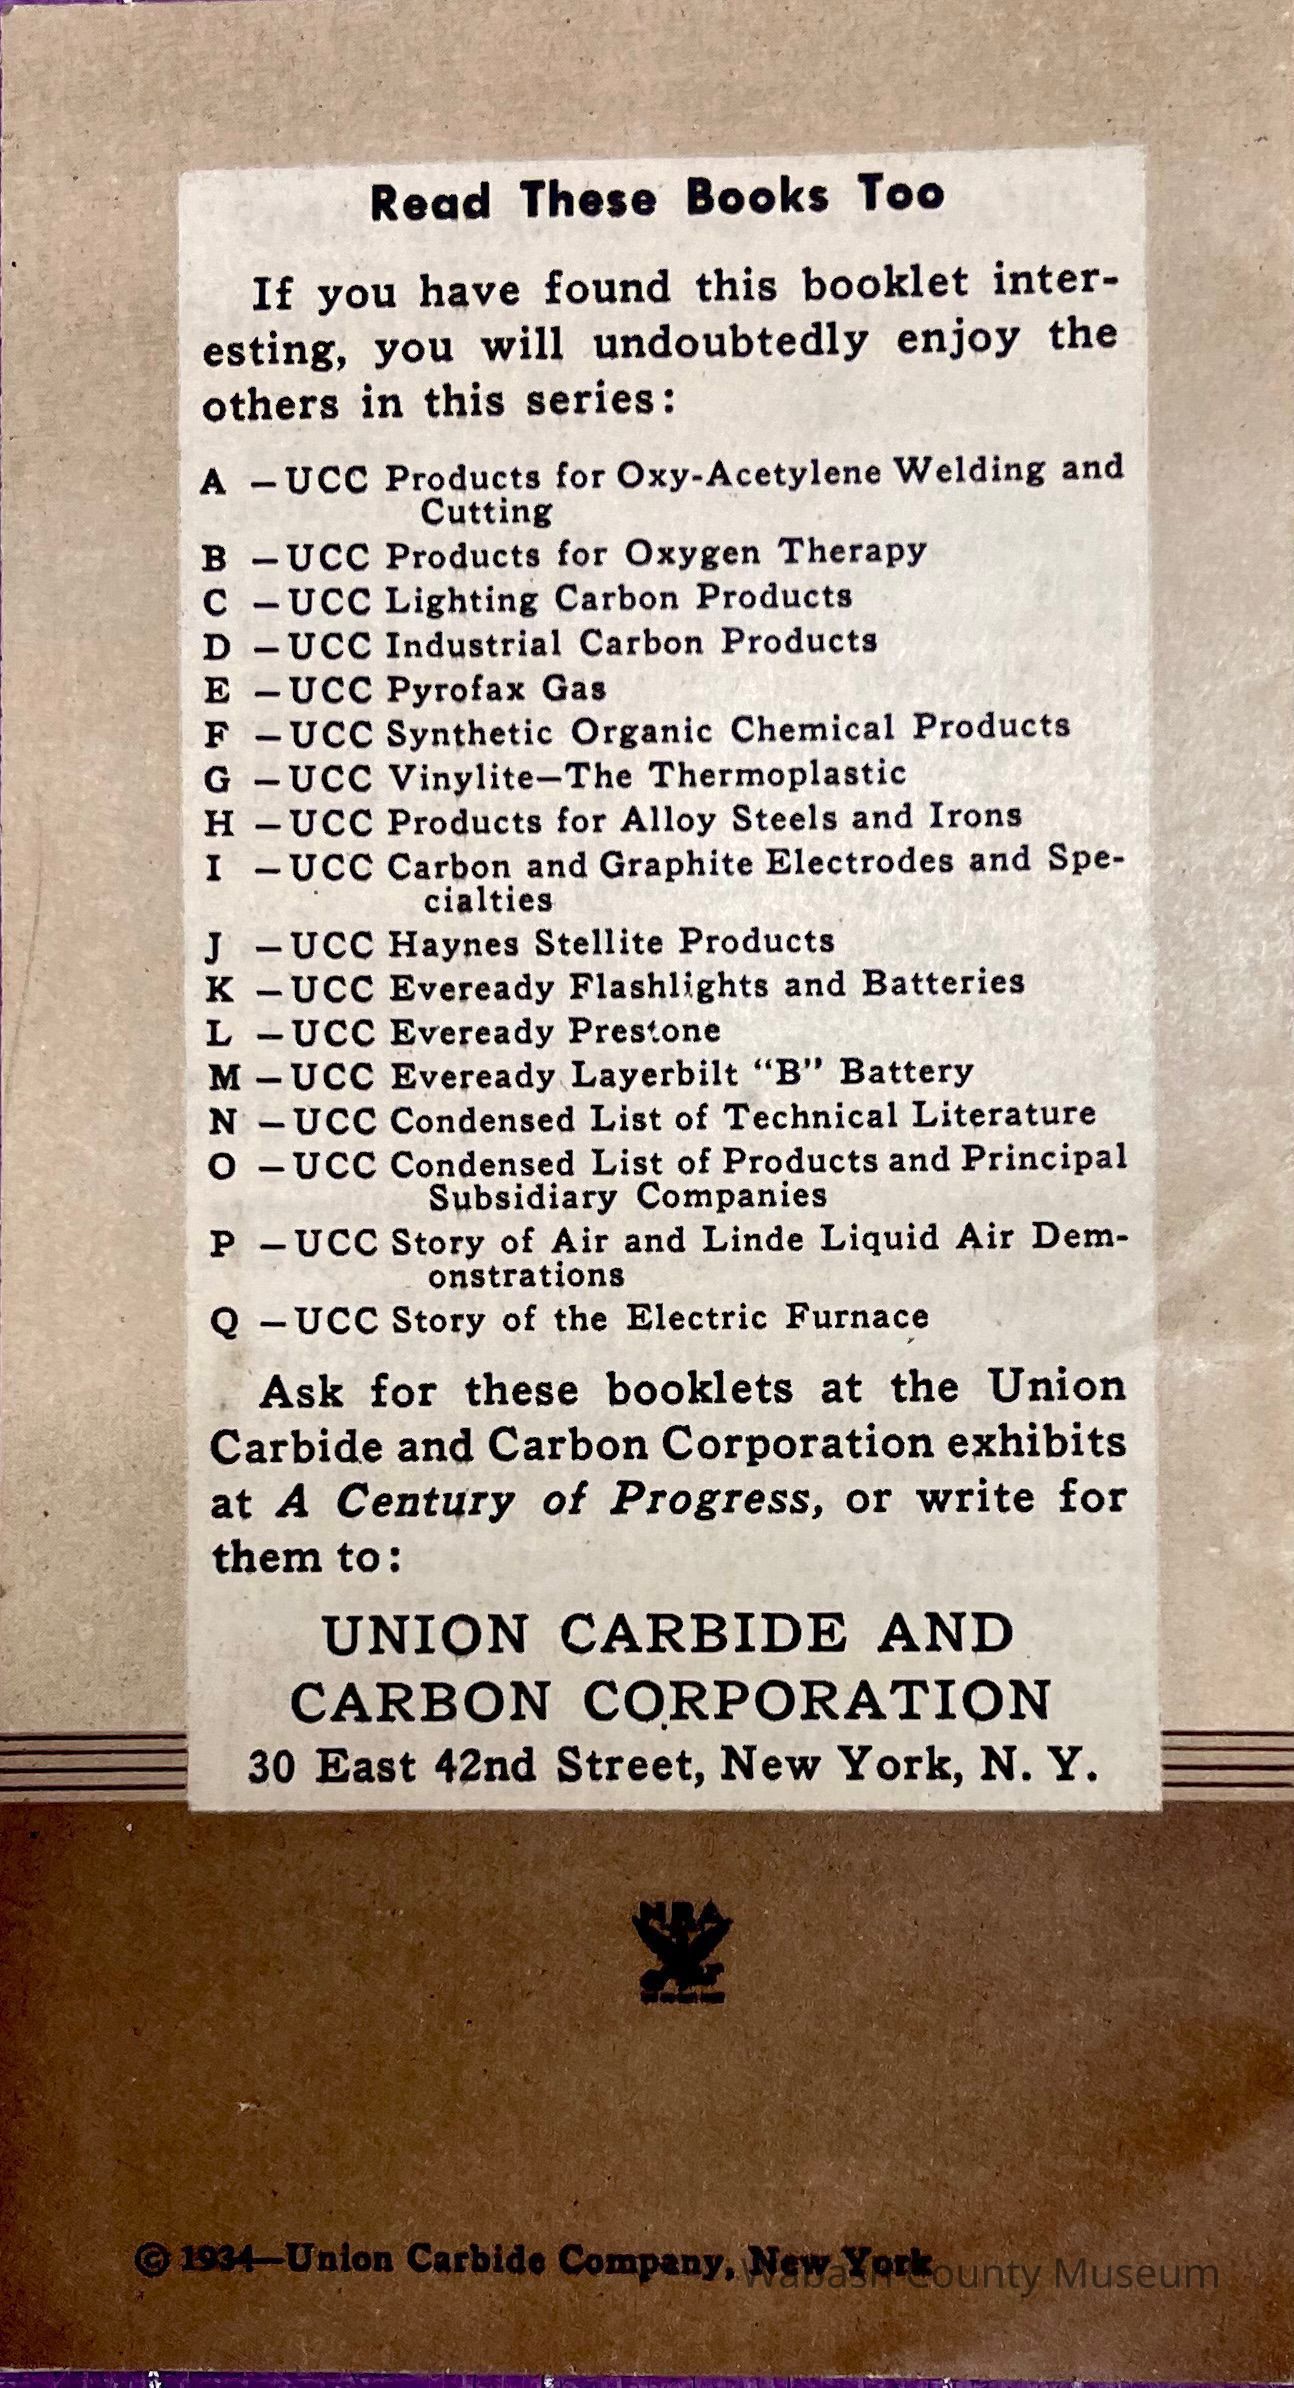 Read These Books Too
If you have found this booklet inter-
esting, you will undoubtedly enjoy the
others in this series:
A —UCC Products for Oxy-Acetylene Welding and
Cutting
B —UCC Products for Oxygen Therapy
C —UCC Lighting Carbon Products
D —UCC Industrial Carbon Products
E —UCC Pyrofax Gas
F —UCC Synthetic Organic Chemical Products
G —UCC Vinylite—The Thermoplastic
H —UCC Products for Alloy Steels and Irons
I —UCC Carbon and Graphite Electrodes and Spe-
cialties
J —UCC Haynes Stellite Products
K —UCC Eveready Flashlights and Batteries
L —UCC Eveready Prestone
M —UCC Eveready Layerbilt “B” Battery
N —UCC Condensed List of Technical Literature
O —UCC Condensed List of Products and Principal
Subsidiary Companies
P —UCC Story of Air and Linde Liquid Air Dem-
onstrations
Q —UCC Story of the Electric Furnace
Ask for these booklets at the Union
Carbide and Carbon Corporation exhibits
at A Century of Progress, or write for
them to:
UNION CARBIDE AND
CARBON CORPORATION
30 East 42nd Street, New York, N. Y.
NRA
© 1934—Union Carbide Company, New York
Wabash County Museum